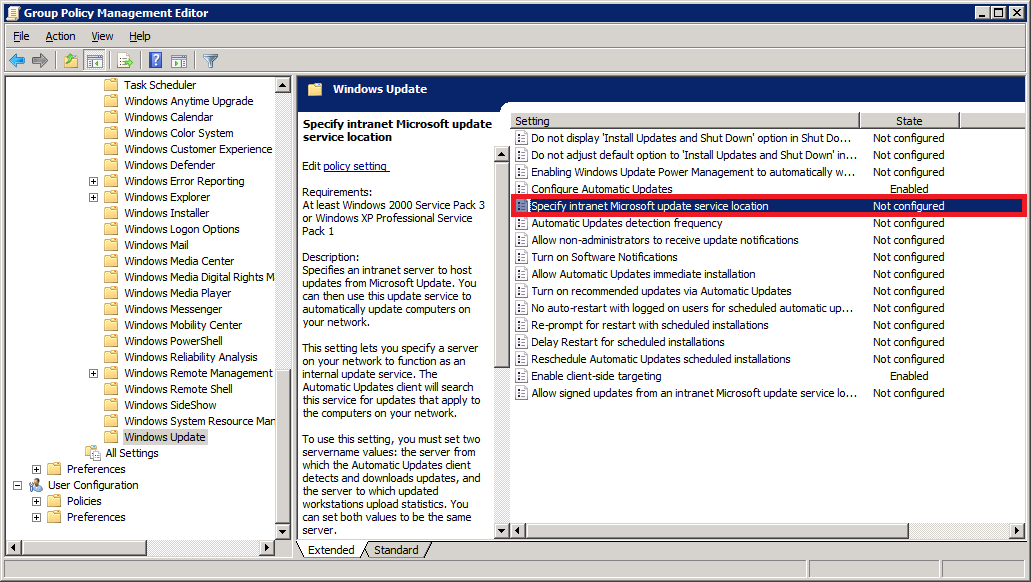 Group Policy Management Editor
File Action View Help
Task Scheduler
Windows Anytime Upgrade
Windows Calendar
Windows Color System
Windows Customer Experience
Windows Defender
Windows Error Reporting
Windows Explorer
Windows Installer
Windows Logon Options
Windows Mail
Windows Media Center
Windows Media Digital Rights M
Windows Media Player
Windows Messenger
Windows Mobility Center
Windows PowerShell
Windows Reliability Analysis
Windows Remote Management
Windows Remote Shell
Windows SideShow
Windows System Resource Man
Windows Update
All Settings
Preferences
User Configuration
Policies
Preferences
Windows Update
Specify intranet Microsoft update
service location
Edit policy setting
Requirements:
At least Windows 2000 Service Pack 3
or Windows XP Professional Service
Pack 1
Description:
Specifies an intranet server to host
updates from Microsoft Update. You
can then use this update service to
automatically update computers on
your network.
This setting lets you specify a server
on your network to function as an
internal update service. The
Automatic Updates client will search
this service for updates that apply to
the computers on your network.
To use this setting, you must set two
servername values: the server from
which the Automatic Updates client
detects and downloads updates, and
the server to which updated
workstations upload statistics. You
can set both values to be the same
server.
Setting State
Do not display 'Install Updates and Shut Down' option in Shut Do... Not configured
Do not adjust default option to 'Install Updates and Shut Down' in... Not configured
Enabling Windows Update Power Management to automatically w... Not configured
Configure Automatic Updates Enabled
Specify intranet Microsoft update service location Not configured
Automatic Updates detection frequency Not configured
Allow non-administrators to receive update notifications Not configured
Turn on Software Notifications Not configured
Allow Automatic Updates immediate installation Not configured
Turn on recommended updates via Automatic Updates Not configured
No auto-restart with logged on users for scheduled automatic up... Not configured
Re-prompt for restart with scheduled installations Not configured
Delay Restart for scheduled installations Not configured
Reschedule Automatic Updates scheduled installations Not configured
Enable client-side targeting Enabled
Allow signed updates from an intranet Microsoft update service lo... Not configured
Extended Standard